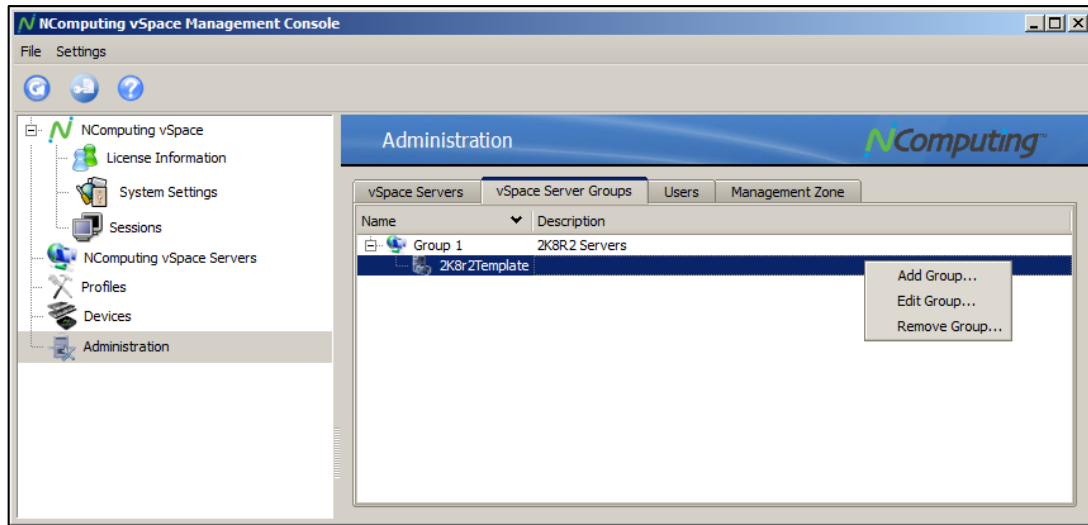 NComputing vSpace Management Console
File Settings
NComputing vSpace
License Information
System Settings
Sessions
NComputing vSpace Servers
Profiles
Devices
Administration
Administration
NComputing™
vSpace Servers vSpace Server Groups Users Management Zone
Name Description
Group 1 2K8R2 Servers
2K8r2Template
Add Group...
Edit Group...
Remove Group...